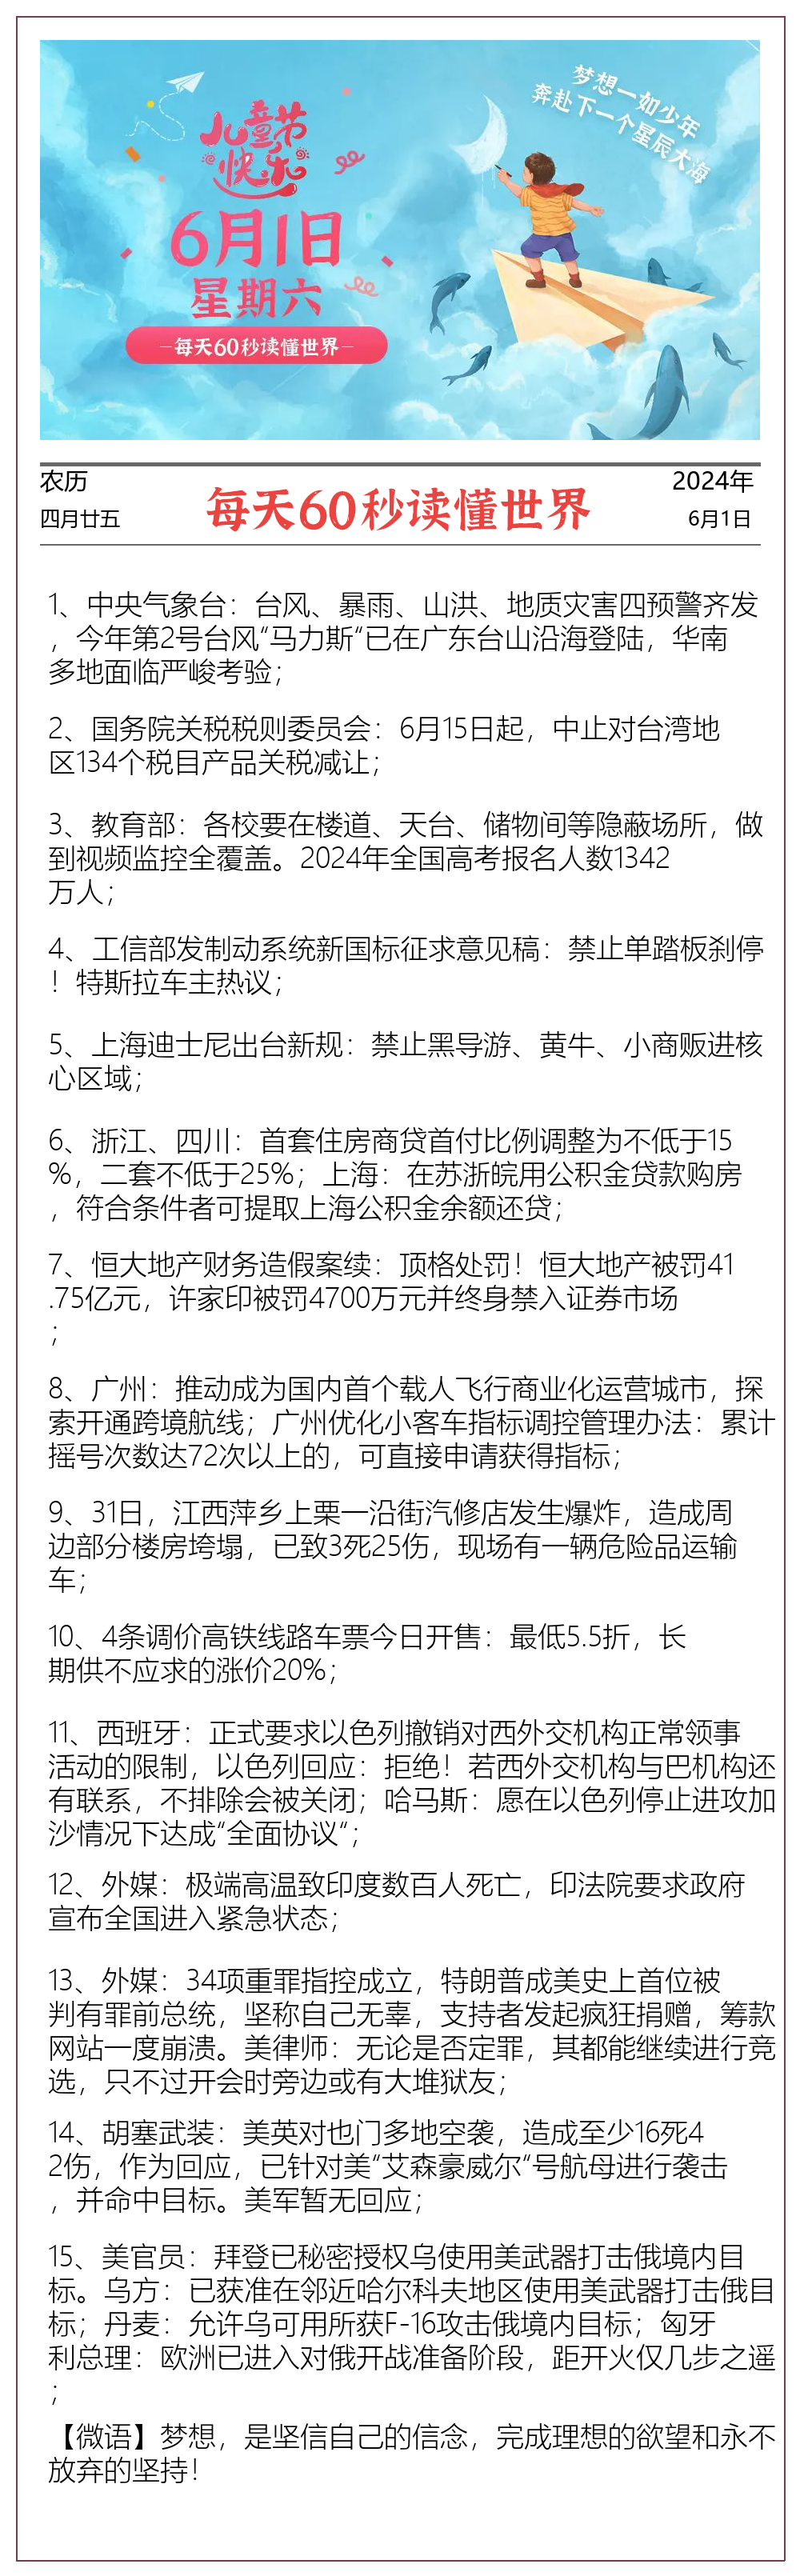 梦想一如少年
奔赴下一个星辰大海
儿童节
快乐
6月1日
星期六
—每天60秒读懂世界—
农历
四月廿五
每天60秒读懂世界
2024年
6月1日
1、中央气象台：台风、暴雨、山洪、地质灾害四预警齐发
，今年第2号台风“马力斯“已在广东台山沿海登陆，华南
多地面临严峻考验；
2、国务院关税税则委员会：6月15日起，中止对台湾地
区134个税目产品关税减让；
3、教育部：各校要在楼道、天台、储物间等隐蔽场所，做
到视频监控全覆盖。2024年全国高考报名人数1342
万人；
4、工信部发制动系统新国标征求意见稿：禁止单踏板刹停
！特斯拉车主热议；
5、上海迪士尼出台新规：禁止黑导游、黄牛、小商贩进核
心区域；
6、浙江、四川：首套住房商贷首付比例调整为不低于15
%，二套不低于25%；上海：在苏浙皖用公积金贷款购房
，符合条件者可提取上海公积金余额还贷；
7、恒大地产财务造假案续：顶格处罚！恒大地产被罚41
.75亿元，许家印被罚4700万元并终身禁入证券市场
；
8、广州：推动成为国内首个载人飞行商业化运营城市，探
索开通跨境航线；广州优化小客车指标调控管理办法：累计
摇号次数达72次以上的，可直接申请获得指标；
9、31日，江西萍乡上栗一沿街汽修店发生爆炸，造成周
边部分楼房垮塌，已致3死25伤，现场有一辆危险品运输
车；
10、4条调价高铁线路车票今日开售：最低5.5折，长
期供不应求的涨价20%；
11、西班牙：正式要求以色列撤销对西外交机构正常领事
活动的限制，以色列回应：拒绝！若西外交机构与巴机构还
有联系，不排除会被关闭；哈马斯：愿在以色列停止进攻加
沙情况下达成“全面协议“；
12、外媒：极端高温致印度数百人死亡，印法院要求政府
宣布全国进入紧急状态；
13、外媒：34项重罪指控成立，特朗普成美史上首位被
判有罪前总统，坚称自己无辜，支持者发起疯狂捐赠，筹款
网站一度崩溃。美律师：无论是否定罪，其都能继续进行竞
选，只不过开会时旁边或有大堆狱友；
14、胡塞武装：美英对也门多地空袭，造成至少16死4
2伤，作为回应，已针对美“艾森豪威尔“号航母进行袭击
，并命中目标。美军暂无回应；
15、美官员：拜登已秘密授权乌使用美武器打击俄境内目
标。乌方：已获准在邻近哈尔科夫地区使用美武器打击俄目
标；丹麦：允许乌可用所获F-16攻击俄境内目标；匈牙
利总理：欧洲已进入对俄开战准备阶段，距开火仅几步之遥
；
【微语】梦想，是坚信自己的信念，完成理想的欲望和永不
放弃的坚持！